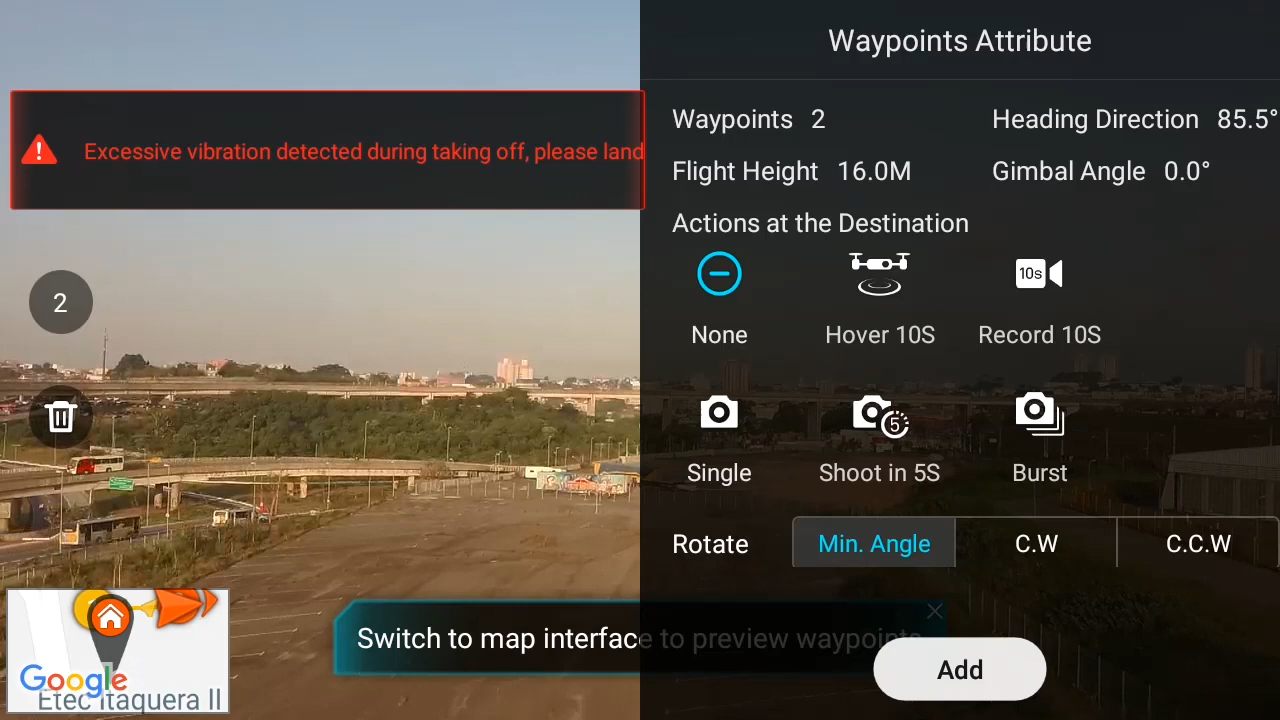 Waypoints Attribute
Excessive vibration detected during taking off, please land
Waypoints 2
Heading Direction 85.5°
Flight Height 16.0M
Gimbal Angle 0.0°
Actions at the Destination
10s
None
Hover 10S
Record 10S
2
5
Single
Shoot in 5S
Burst
Rotate
Min. Angle
C.W
C.C.W
Switch to map interface to preview waypoints
Add
Google
Etec Itaquera II